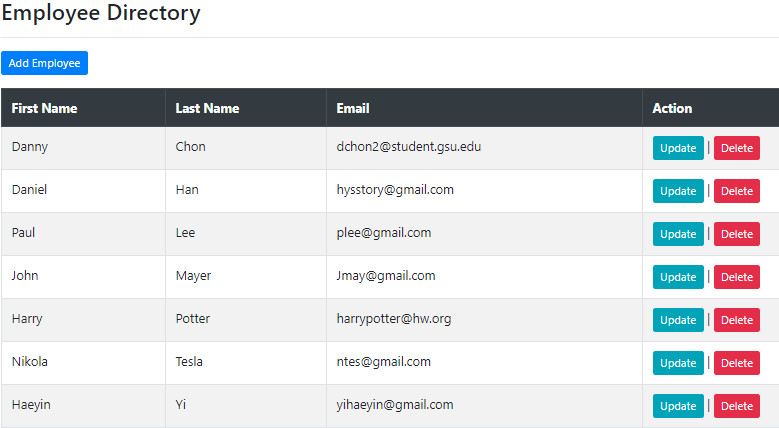 Employee Directory
Add Employee
First Name Last Name Email Action
Danny Chon dchon2@student.gsu.edu Update | Delete
Daniel Han hysstory@gmail.com Update | Delete
Paul Lee plee@gmail.com Update | Delete
John Mayer Jmay@gmail.com Update | Delete
Harry Potter harrypotter@hw.org Update | Delete
Nikola Tesla ntes@gmail.com Update | Delete
Haeyin Yi yihaeyin@gmail.com Update | Delete